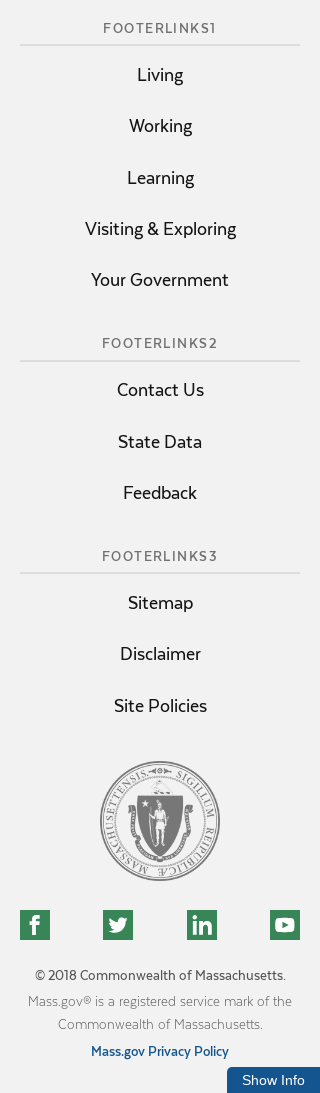 FOOTERLINKS1
Living
Working
Learning
Visiting & Exploring
Your Government
FOOTERLINKS2
Contact Us
State Data
Feedback
FOOTERLINKS3
Sitemap
Disclaimer
Site Policies
SIGILLUM REIPUBLICÆ MASSACHUSETTENSIS.
© 2018 Commonwealth of Massachusetts.
Mass.gov® is a registered service mark of the
Commonwealth of Massachusetts.
Mass.gov Privacy Policy
Show Info